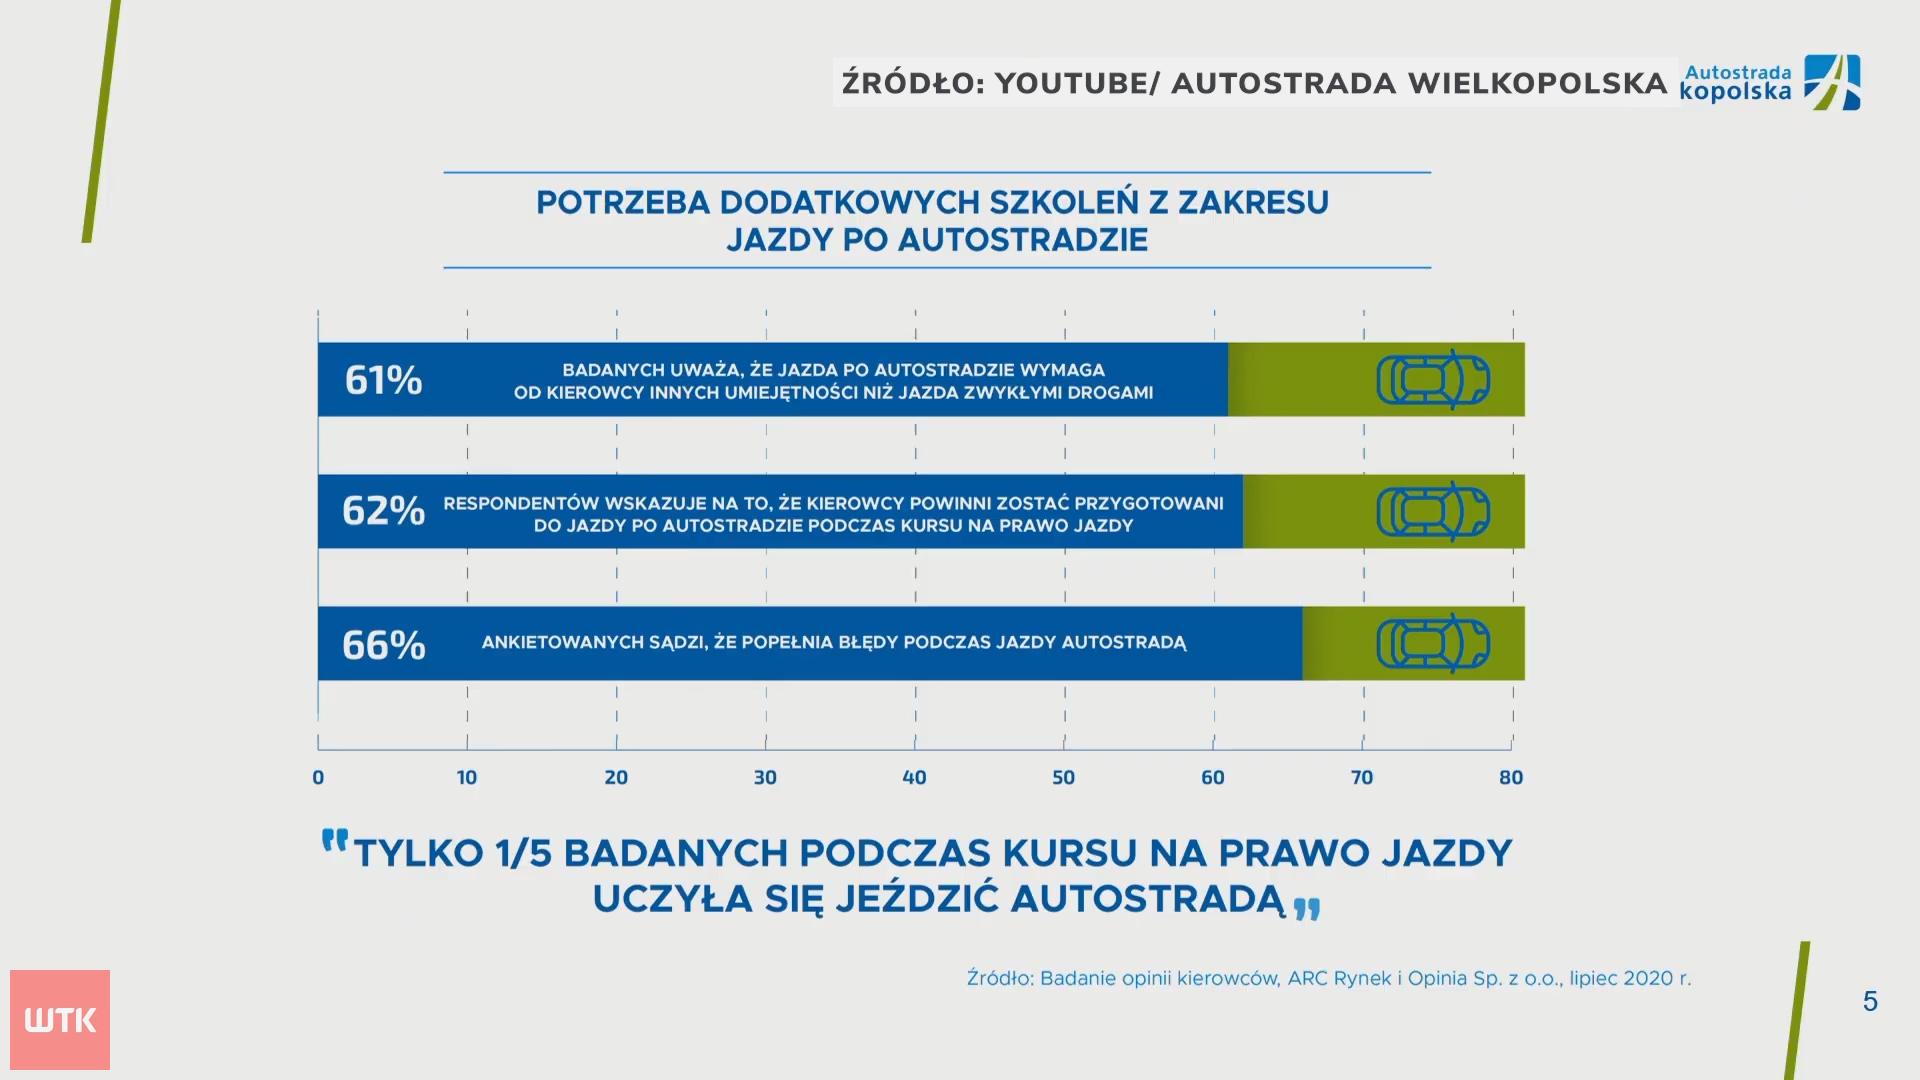 ŹRÓDŁO: YOUTUBE/ AUTOSTRADA WIELKOPOLSKA
Autostrada
kopolska
POTRZEBA DODATKOWYCH SZKOLEŃ Z ZAKRESU
JAZDY PO AUTOSTRADZIE
61%
BADANYCH UWAŻA, ŻE JAZDA PO AUTOSTRADZIE WYMAGA
OD KIEROWCY INNYCH UMIEJĘTNOŚCI NIŻ JAZDA ZWYKŁYMI DROGAMI
62%
RESPONDENTÓW WSKAZUJE NA TO, ŻE KIEROWCY POWINNI ZOSTAĆ PRZYGOTOWANI
DO JAZDY PO AUTOSTRADZIE PODCZAS KURSU NA PRAWO JAZDY
66%
ANKIETOWANYCH SĄDZI, ŻE POPEŁNIA BŁĘDY PODCZAS JAZDY AUTOSTRADĄ
0 10 20 30 40 50 60 70 80
"TYLKO 1/5 BADANYCH PODCZAS KURSU NA PRAWO JAZDY
UCZYŁA SIĘ JEŹDZIĆ AUTOSTRADĄ"
Źródło: Badanie opinii kierowców, ARC Rynek i Opinia Sp. z o.o., lipiec 2020 r.
5
WTK